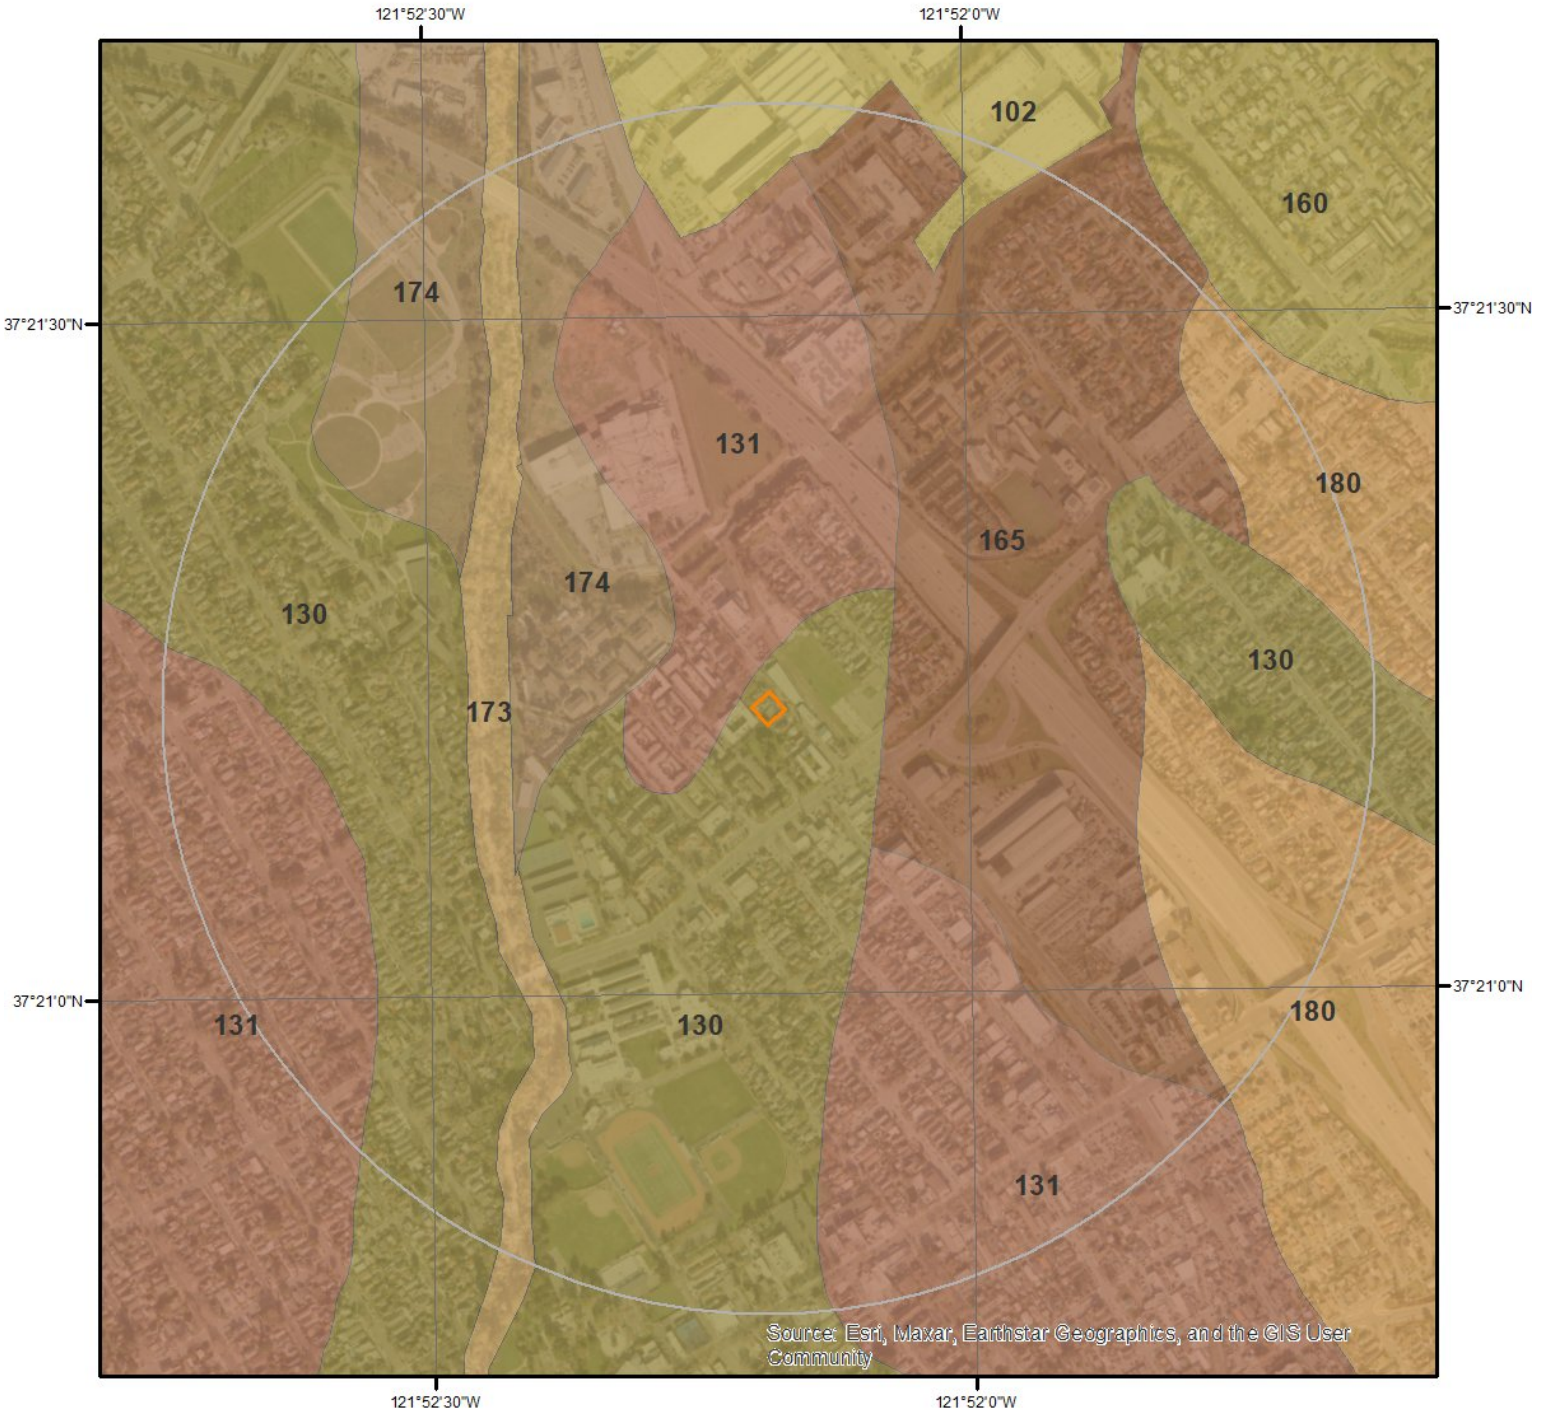 121°52'30"W
121°52'0"W
102
160
174
37°21'30"N
37°21'30"N
131
180
165
174
130
130
173
37°21'0"N
37°21'0"N
180
131
130
131
Source: Esri, Maxar, Earthstar Geographics, and the GIS User
Community
121°52'30"W
121°52'0"W